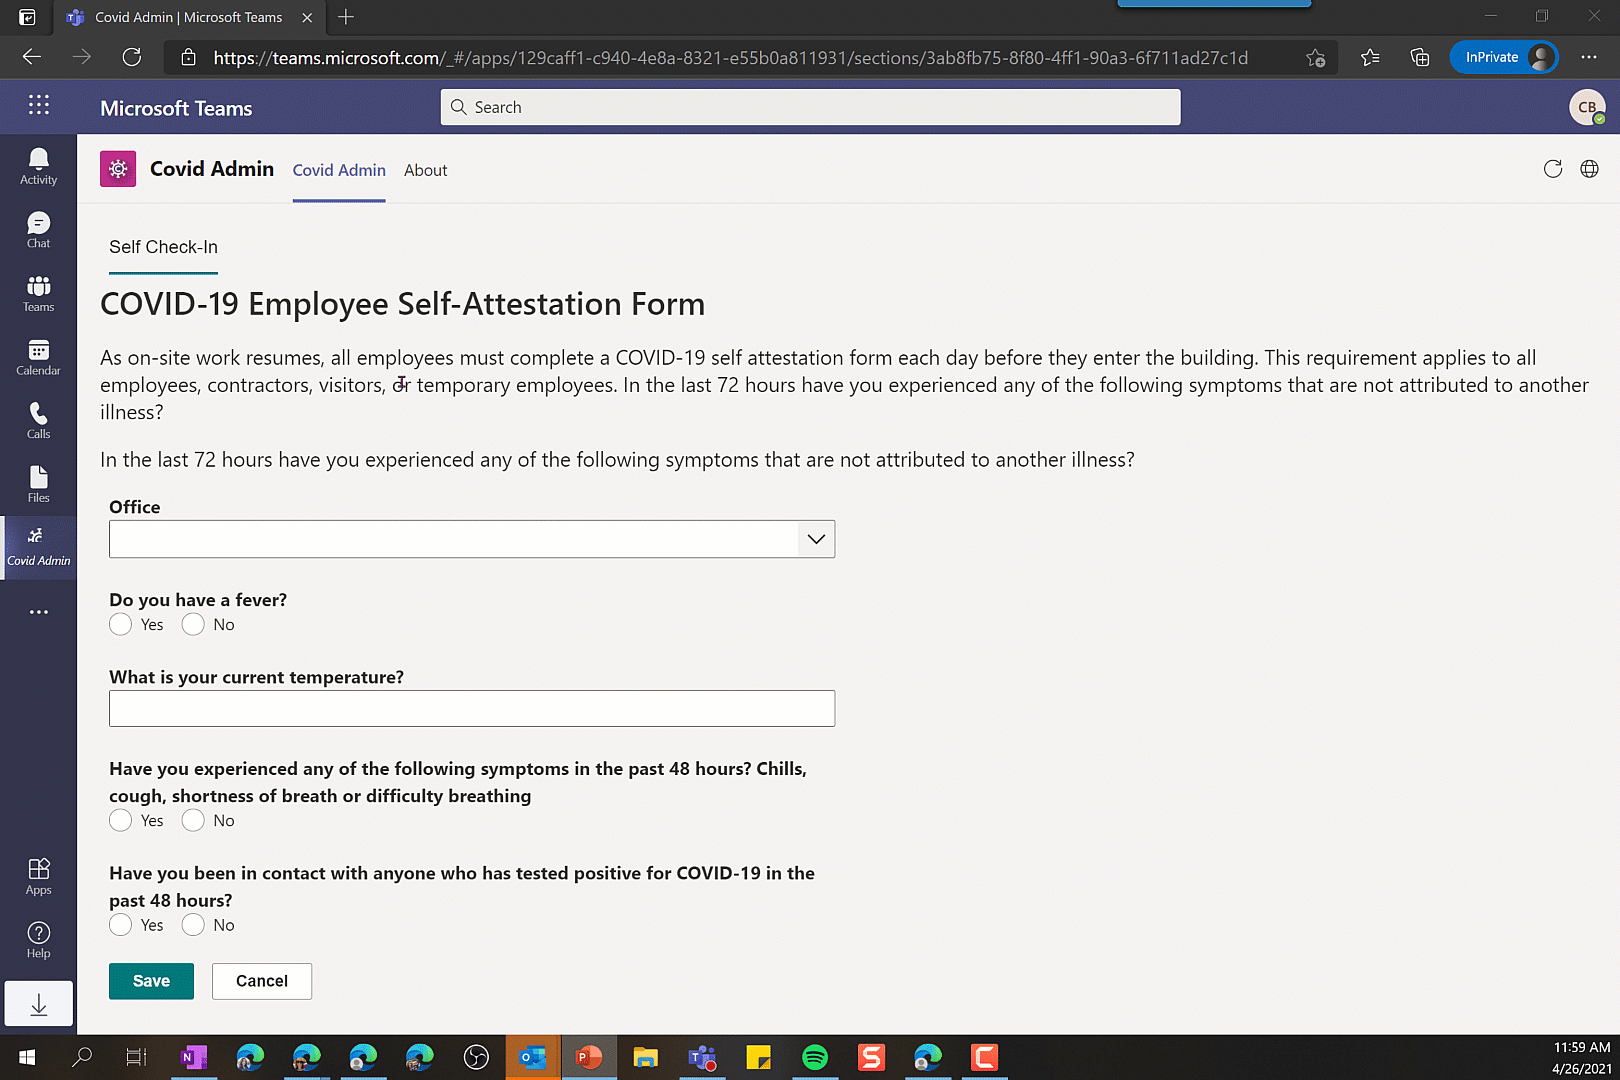 Covid Admin | Microsoft Teams
https://teams.microsoft.com/_#/apps/129caff1-c940-4e8a-8321-e55b0a811931/sections/3ab8fb75-8f80-4ff1-90a3-6f711ad27c1d
InPrivate
Microsoft Teams
Search
CB
Activity
Chat
Teams
Calendar
Calls
Files
Covid Admin
Apps
Help
Covid Admin
Covid Admin
About
Self Check-In
COVID-19 Employee Self-Attestation Form
As on-site work resumes, all employees must complete a COVID-19 self attestation form each day before they enter the building. This requirement applies to all
employees, contractors, visitors, or temporary employees. In the last 72 hours have you experienced any of the following symptoms that are not attributed to another
illness?
In the last 72 hours have you experienced any of the following symptoms that are not attributed to another illness?
Office
Do you have a fever?
Yes No
What is your current temperature?
Have you experienced any of the following symptoms in the past 48 hours? Chills,
cough, shortness of breath or difficulty breathing
Yes No
Have you been in contact with anyone who has tested positive for COVID-19 in the
past 48 hours?
Yes No
Save Cancel
11:59 AM
4/26/2021